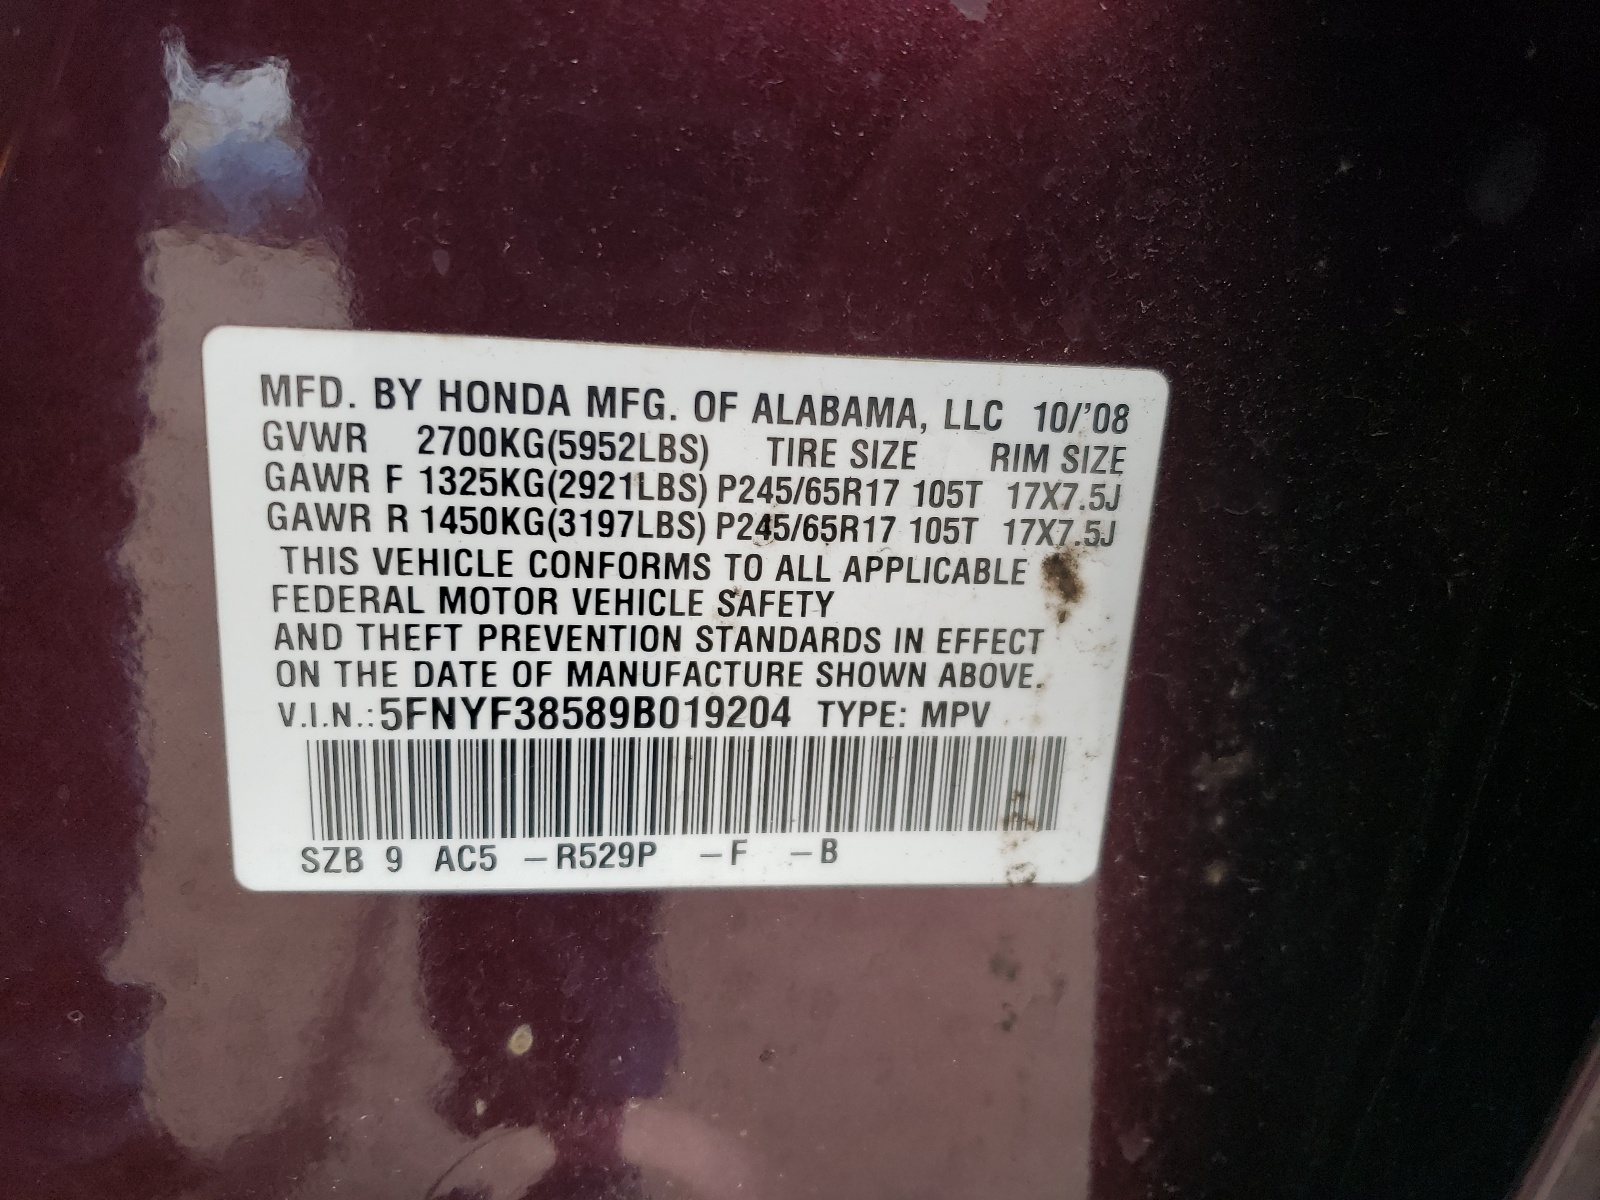 MFD. BY HONDA MFG. OF ALABAMA, LLC 10/'08
GVWR 2700KG(5952LBS) TIRE SIZE RIM SIZE
GAWR F 1325KG(2921LBS) P245/65R17 105T 17X7.5J
GAWR R 1450KG(3197LBS) P245/65R17 105T 17X7.5J
THIS VEHICLE CONFORMS TO ALL APPLICABLE
FEDERAL MOTOR VEHICLE SAFETY
AND THEFT PREVENTION STANDARDS IN EFFECT
ON THE DATE OF MANUFACTURE SHOWN ABOVE.
V.I.N.: 5FNYF38589B019204 TYPE: MPV
SZB 9 AC5 –R529P –F –B